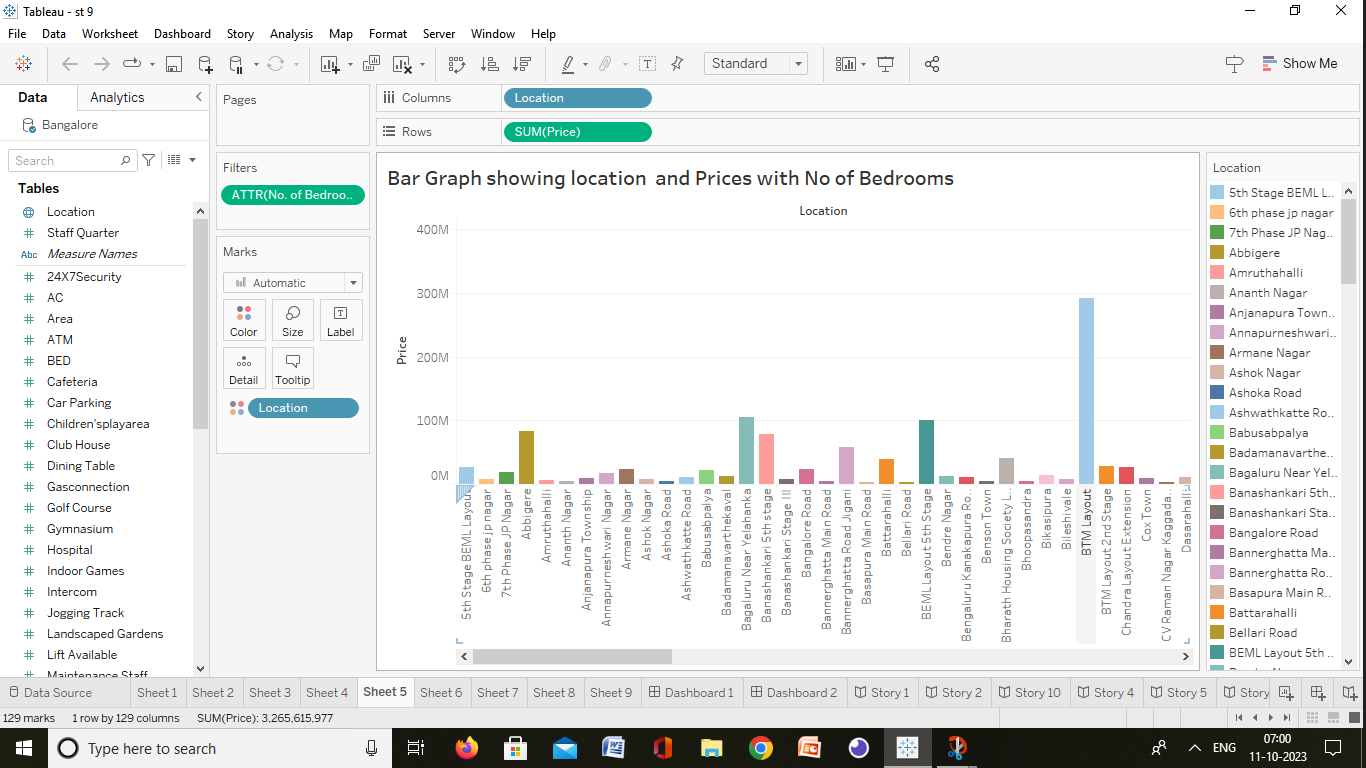 Tableau - st 9
File Data Worksheet Dashboard Story Analysis Map Format Server Window Help
Standard
Show Me
Data Analytics
Bangalore
Search
Tables
Location
Staff Quarter
Abc Measure Names
24X7Security
AC
Area
ATM
BED
Cafeteria
Car Parking
Children'splayarea
Club House
Dining Table
Gasconnection
Golf Course
Gymnasium
Hospital
Indoor Games
Intercom
Jogging Track
Landscaped Gardens
Lift Available
Maintenance Staff
Pages
Filters
ATTR(No. of Bedroo..
Marks
Automatic
Color Size Label
Detail Tooltip
Location
Columns Location
Rows SUM(Price)
Bar Graph showing location  and Prices with No of Bedrooms
Location
Price
400M
300M
200M
100M
0M
5th Stage BEML Layout
6th phase jp nagar
7th Phase JP Nagar
Abbigere
Amruthahalli
Ananth Nagar
Anjanapura Township
Annapurneshwari Nagar
Armane Nagar
Ashok Nagar
Ashoka Road
Ashwathkatte Road
Babusabpalya
Badamanavarthekaval
Bagaluru Near Yelahanka
Banashankari 5th stage
Banashankari Stage III
Bangalore Road
Bannerghatta Main Road
Bannerghatta Road Jigani
Basapura Main Road
Battarahalli
Bellari Road
BEML Layout 5th Stage
Bendre Nagar
Bengaluru Kanakapura Ro..
Benson Town
Bharath Housing Society L..
Bhoopasandra
Bikasipura
Bileshivale
BTM Layout
BTM Layout 2nd Stage
Chandra Layout Extension
Cox Town
CV Raman Nagar Kaggada..
Dasarahalli
Location
5th Stage BEML L..
6th phase jp nagar
7th Phase JP Nag..
Abbigere
Amruthahalli
Ananth Nagar
Anjanapura Town..
Annapurneshwari..
Armane Nagar
Ashok Nagar
Ashoka Road
Ashwathkatte Ro..
Babusabpalya
Badamanavarthe..
Bagaluru Near Yel..
Banashankari 5th..
Banashankari Sta..
Bangalore Road
Bannerghatta Ma..
Bannerghatta Ro..
Basapura Main R..
Battarahalli
Bellari Road
BEML Layout 5th ..
Data Source Sheet 1 Sheet 2 Sheet 3 Sheet 4 Sheet 5 Sheet 6 Sheet 7 Sheet 8 Sheet 9 Dashboard 1 Dashboard 2 Story 1 Story 2 Story 10 Story 4 Story 5 Story
129 marks 1 row by 129 columns SUM(Price): 3,265,615,977
Type here to search
ENG
07:00
11-10-2023